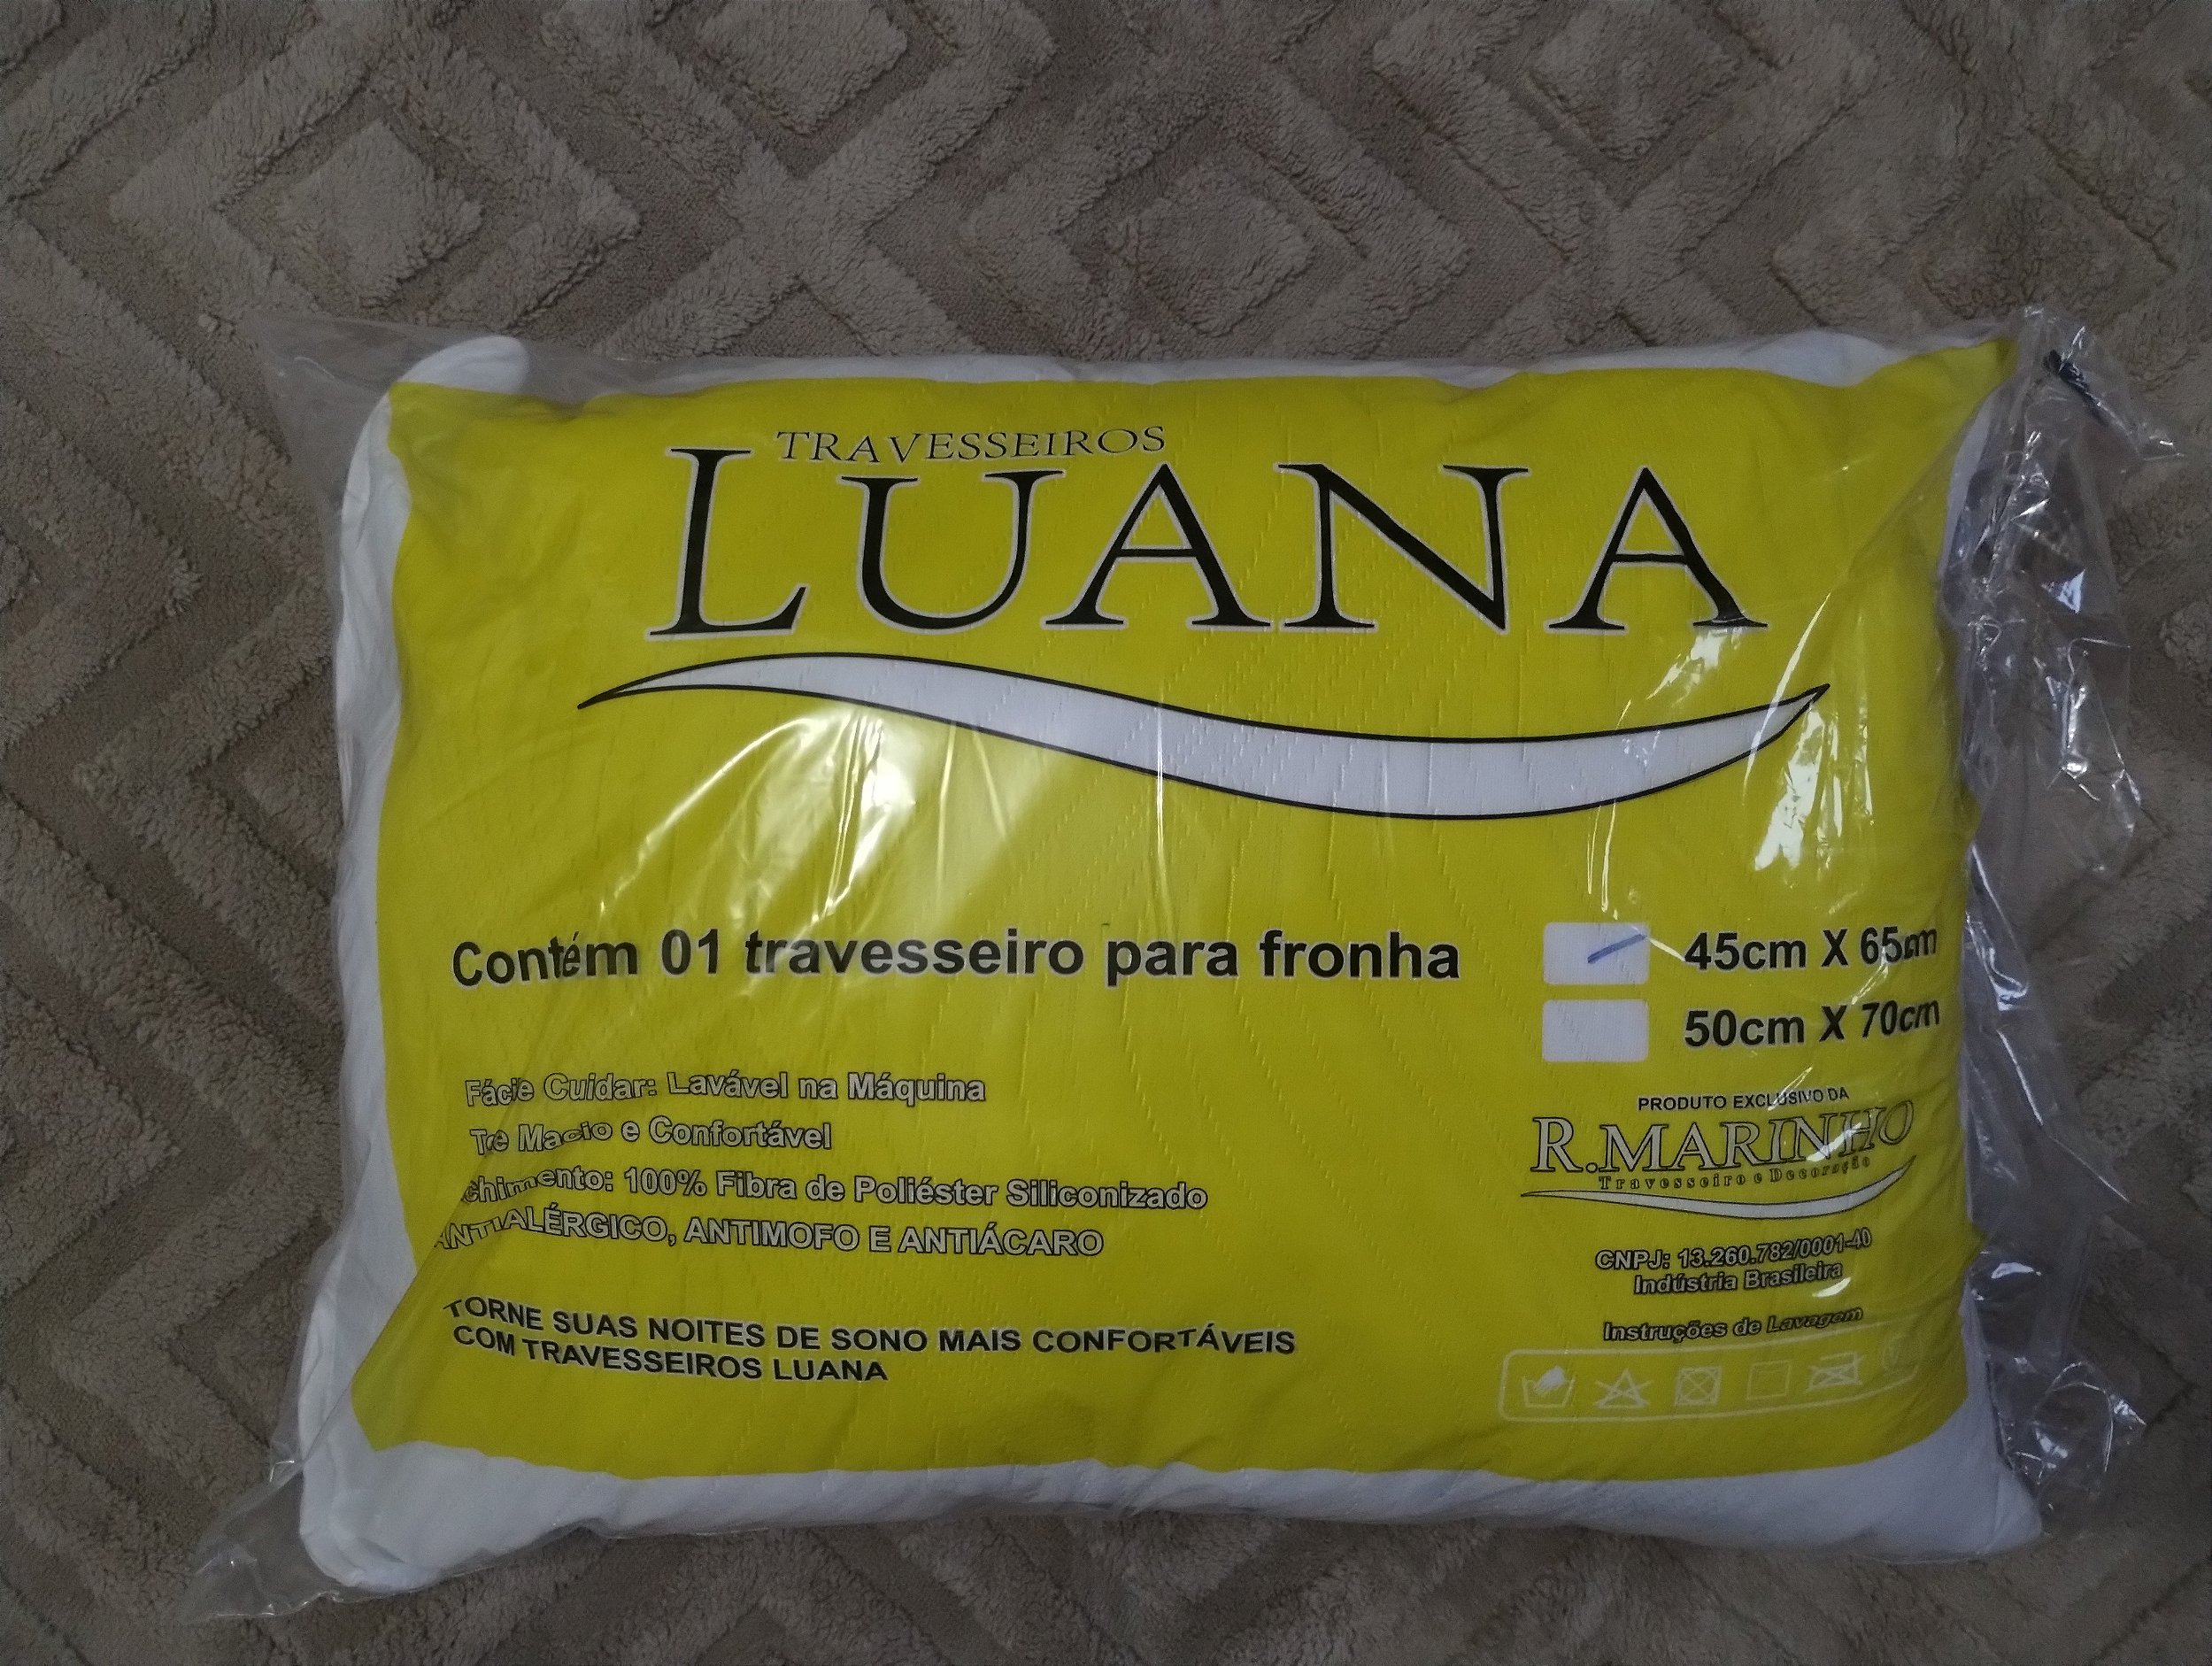 TRAVESSEIROS
LUANA
Contém 01 travesseiro para fronha
45cm X 65cm
50cm X 70cm
Cuidar: Lavável na Máquina
Macio e Confortável
100% Fibra de Poliéster Siliconizado
ANTIALÉRGICO, ANTIMOFO E ANTIÁCARO
TORNE SUAS NOITES DE SONO MAIS CONFORTÁVEIS
COM TRAVESSEIROS LUANA
PRODUTO EXCLUSIVO DA
R.MARINHO
Travesseiro e Decoração
CNPJ: 13.260.782/0001-40
Indústria Brasileira
Instruções de Lavagem